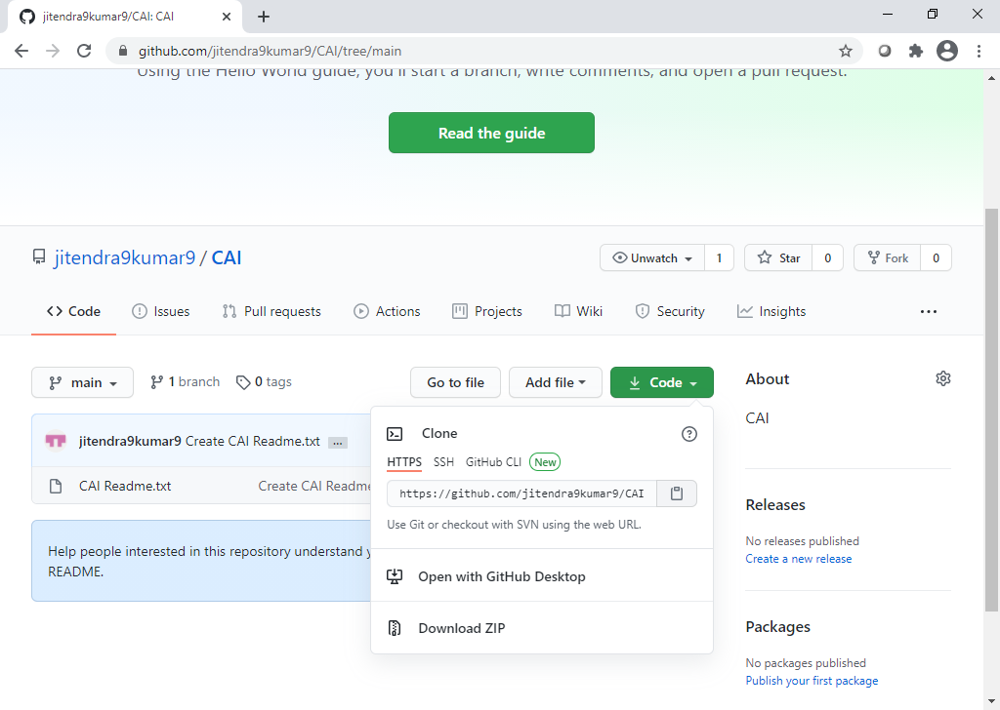 jitendra9kumar9/CAI: CAI
github.com/jitendra9kumar9/CAI/tree/main
Using the Hello World guide, you'll start a branch, write comments, and open a pull request.
Read the guide
jitendra9kumar9 / CAI
Unwatch 1 Star 0 Fork 0
Code Issues Pull requests Actions Projects Wiki Security Insights
main 1 branch 0 tags Go to file Add file Code
jitendra9kumar9 Create CAI Readme.txt ...
CAI Readme.txt Create CAI Readme
Help people interested in this repository understand y
README.
Clone
HTTPS SSH GitHub CLI New
https://github.com/jitendra9kumar9/CAI
Use Git or checkout with SVN using the web URL.
Open with GitHub Desktop
Download ZIP
About
CAI
Releases
No releases published
Create a new release
Packages
No packages published
Publish your first package